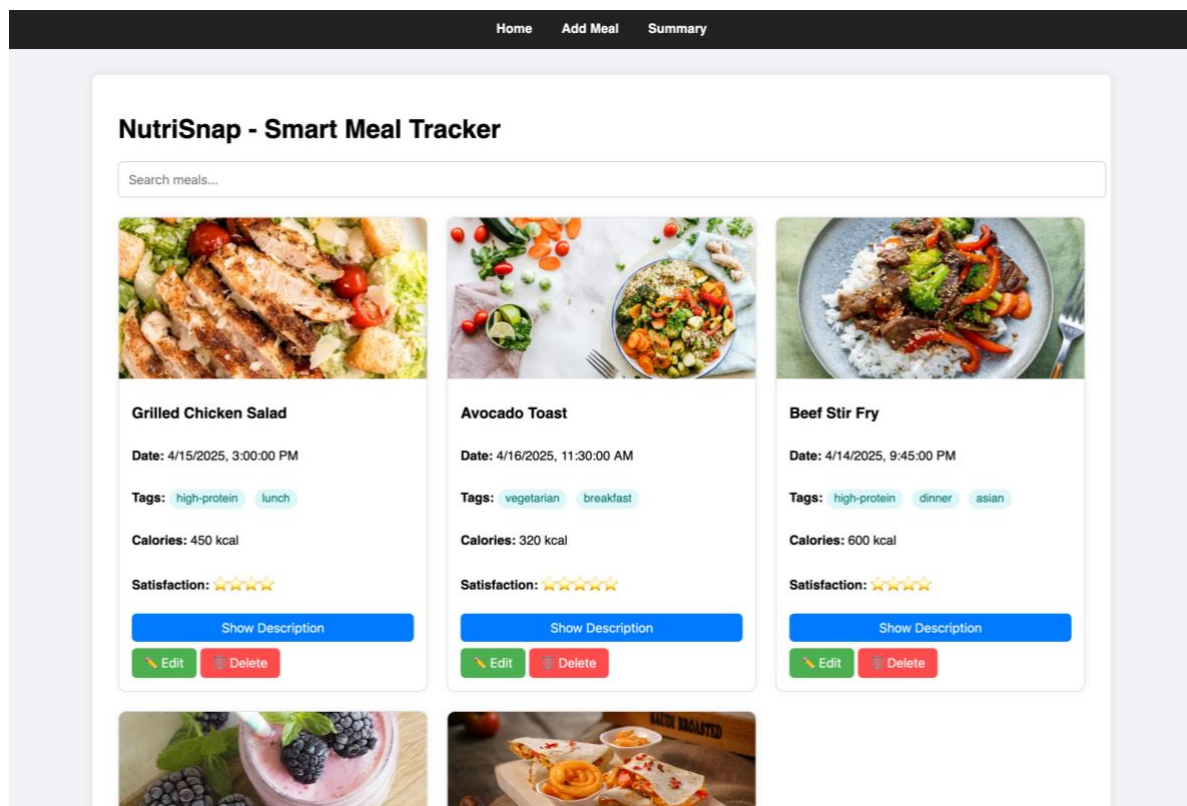 Home Add Meal Summary
NutriSnap - Smart Meal Tracker
Search meals...
Grilled Chicken Salad
Date: 4/15/2025, 3:00:00 PM
Tags: high-protein lunch
Calories: 450 kcal
Satisfaction: ⭐⭐⭐⭐
Show Description
✏️ Edit 🗑️ Delete
Avocado Toast
Date: 4/16/2025, 11:30:00 AM
Tags: vegetarian breakfast
Calories: 320 kcal
Satisfaction: ⭐⭐⭐⭐⭐
Show Description
✏️ Edit 🗑️ Delete
Beef Stir Fry
Date: 4/14/2025, 9:45:00 PM
Tags: high-protein dinner asian
Calories: 600 kcal
Satisfaction: ⭐⭐⭐⭐
Show Description
✏️ Edit 🗑️ Delete
SAUDI BROASTED